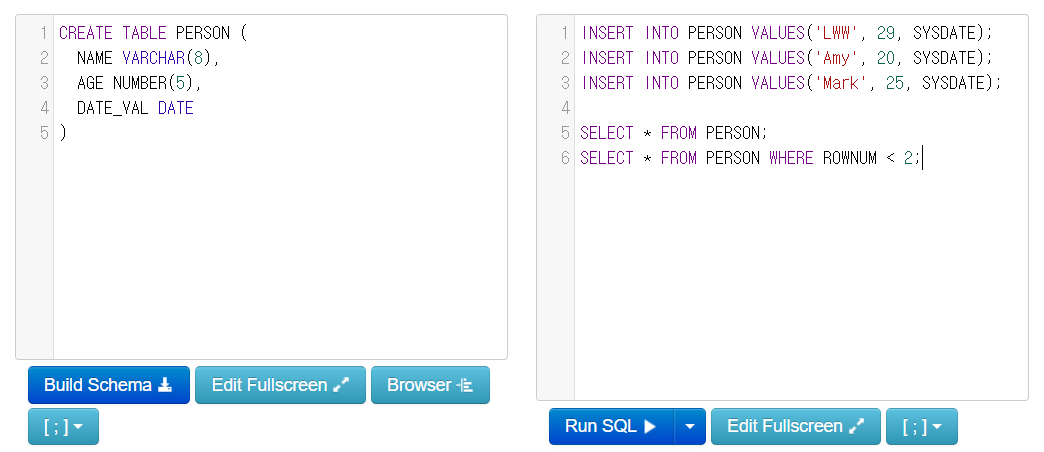 1 CREATE TABLE PERSON (
2 NAME VARCHAR(8),
3 AGE NUMBER(5),
4 DATE_VAL DATE
5 )
Build Schema
Edit Fullscreen
Browser
[ ; ]
1 INSERT INTO PERSON VALUES('LWW', 29, SYSDATE);
2 INSERT INTO PERSON VALUES('Amy', 20, SYSDATE);
3 INSERT INTO PERSON VALUES('Mark', 25, SYSDATE);
4
5 SELECT * FROM PERSON;
6 SELECT * FROM PERSON WHERE ROWNUM < 2;
Run SQL
Edit Fullscreen
[ ; ]